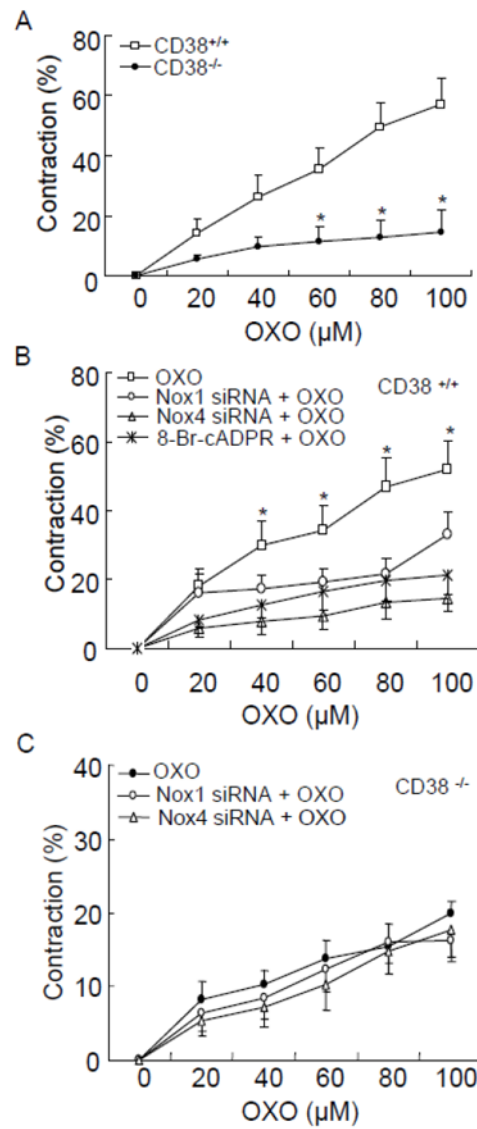 A
CD38+/+
CD38-/-
Contraction (%)
80
60
40
20
0
* * *
0 20 40 60 80 100
OXO (µM)
B
OXO
Nox1 siRNA + OXO
Nox4 siRNA + OXO
8-Br-cADPR + OXO
CD38 +/+
Contraction (%)
80
60
40
20
0
* * * *
0 20 40 60 80 100
OXO (µM)
C
OXO
Nox1 siRNA + OXO
Nox4 siRNA + OXO
CD38 -/-
Contraction (%)
40
30
20
10
0
0 20 40 60 80 100
OXO (µM)